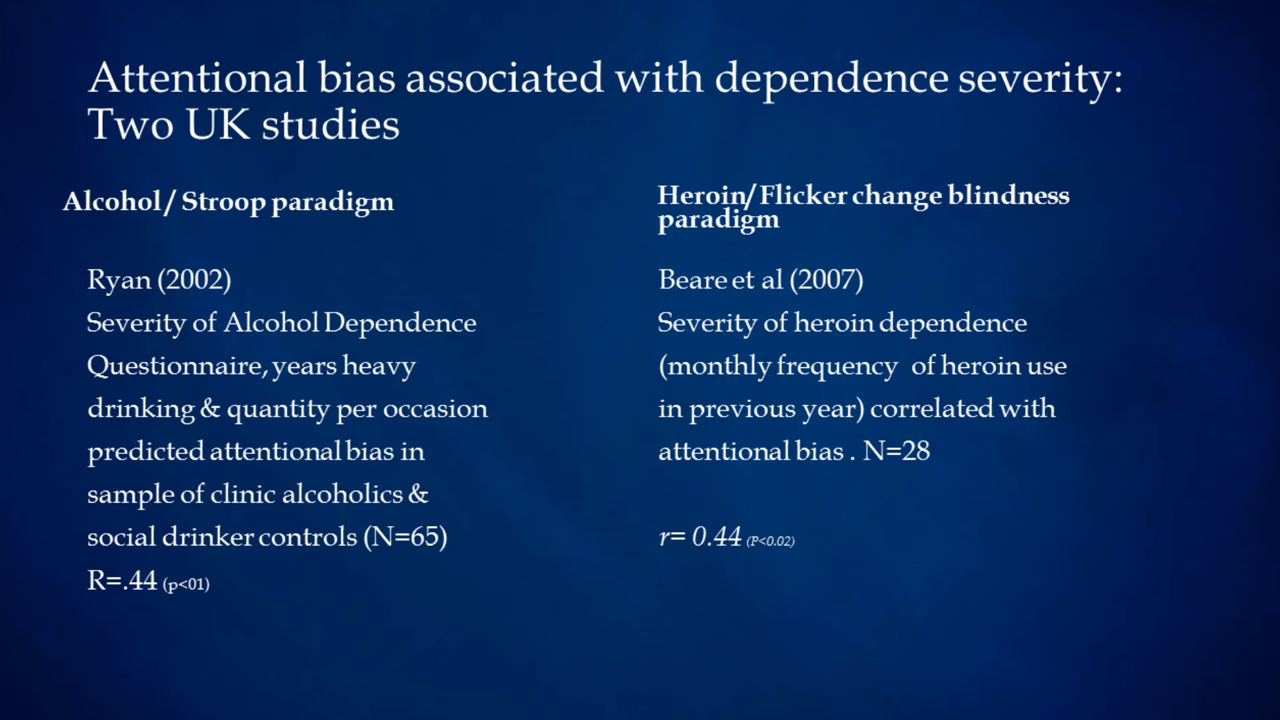 Attentional bias associated with dependence severity:
Two UK studies
Alcohol / Stroop paradigm
Ryan (2002)
Severity of Alcohol Dependence
Questionnaire, years heavy
drinking & quantity per occasion
predicted attentional bias in
sample of clinic alcoholics &
social drinker controls (N=65)
R=.44 (p<01)
Heroin/ Flicker change blindness
paradigm
Beare et al (2007)
Severity of heroin dependence
(monthly frequency of heroin use
in previous year) correlated with
attentional bias . N=28
r= 0.44 (P<0.02)